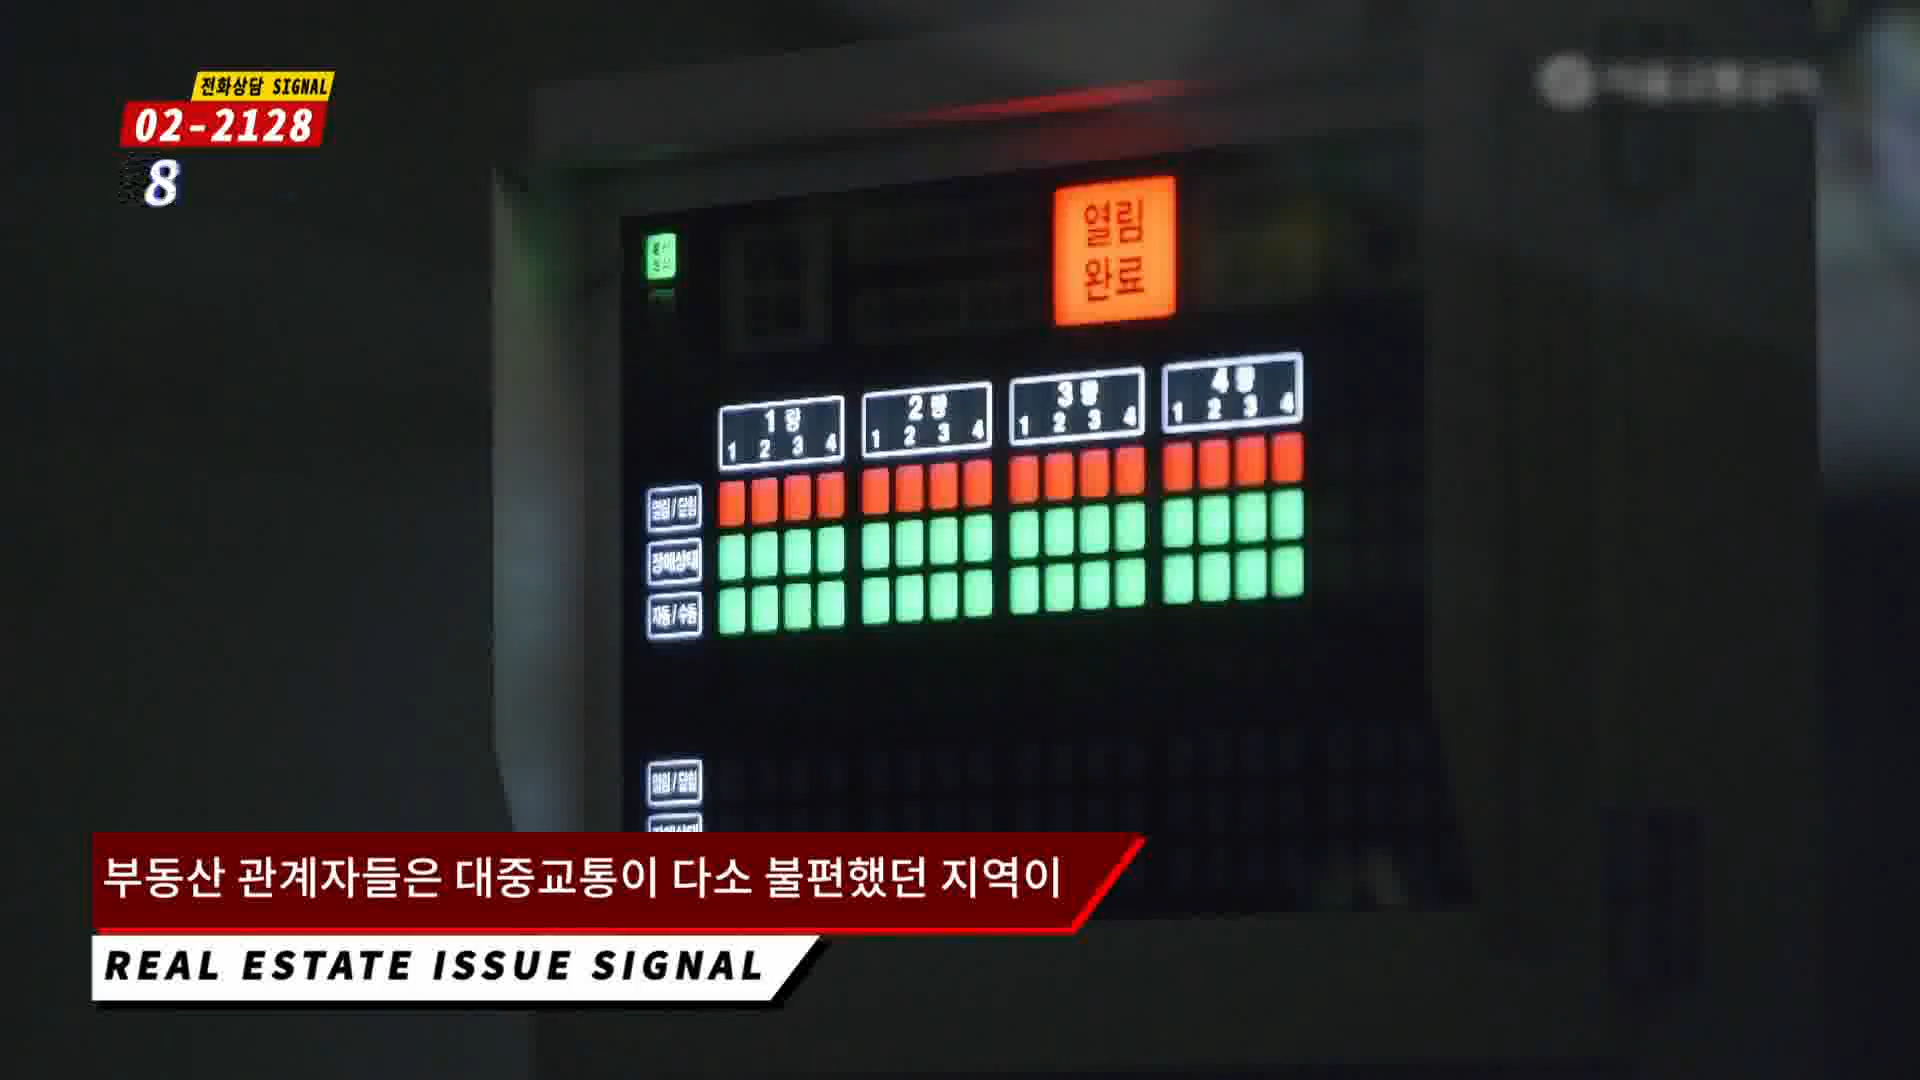 전화상담 SIGNAL
02-2128
8
열림
완료
1량
1 2 3 4
2량
1 2 3 4
3량
1 2 3 4
4량
1 2 3 4
열림/닫힘
장애상태
자동/수동
열림/닫힘
장애상태
부동산 관계자들은 대중교통이 다소 불편했던 지역이
REAL ESTATE ISSUE SIGNAL